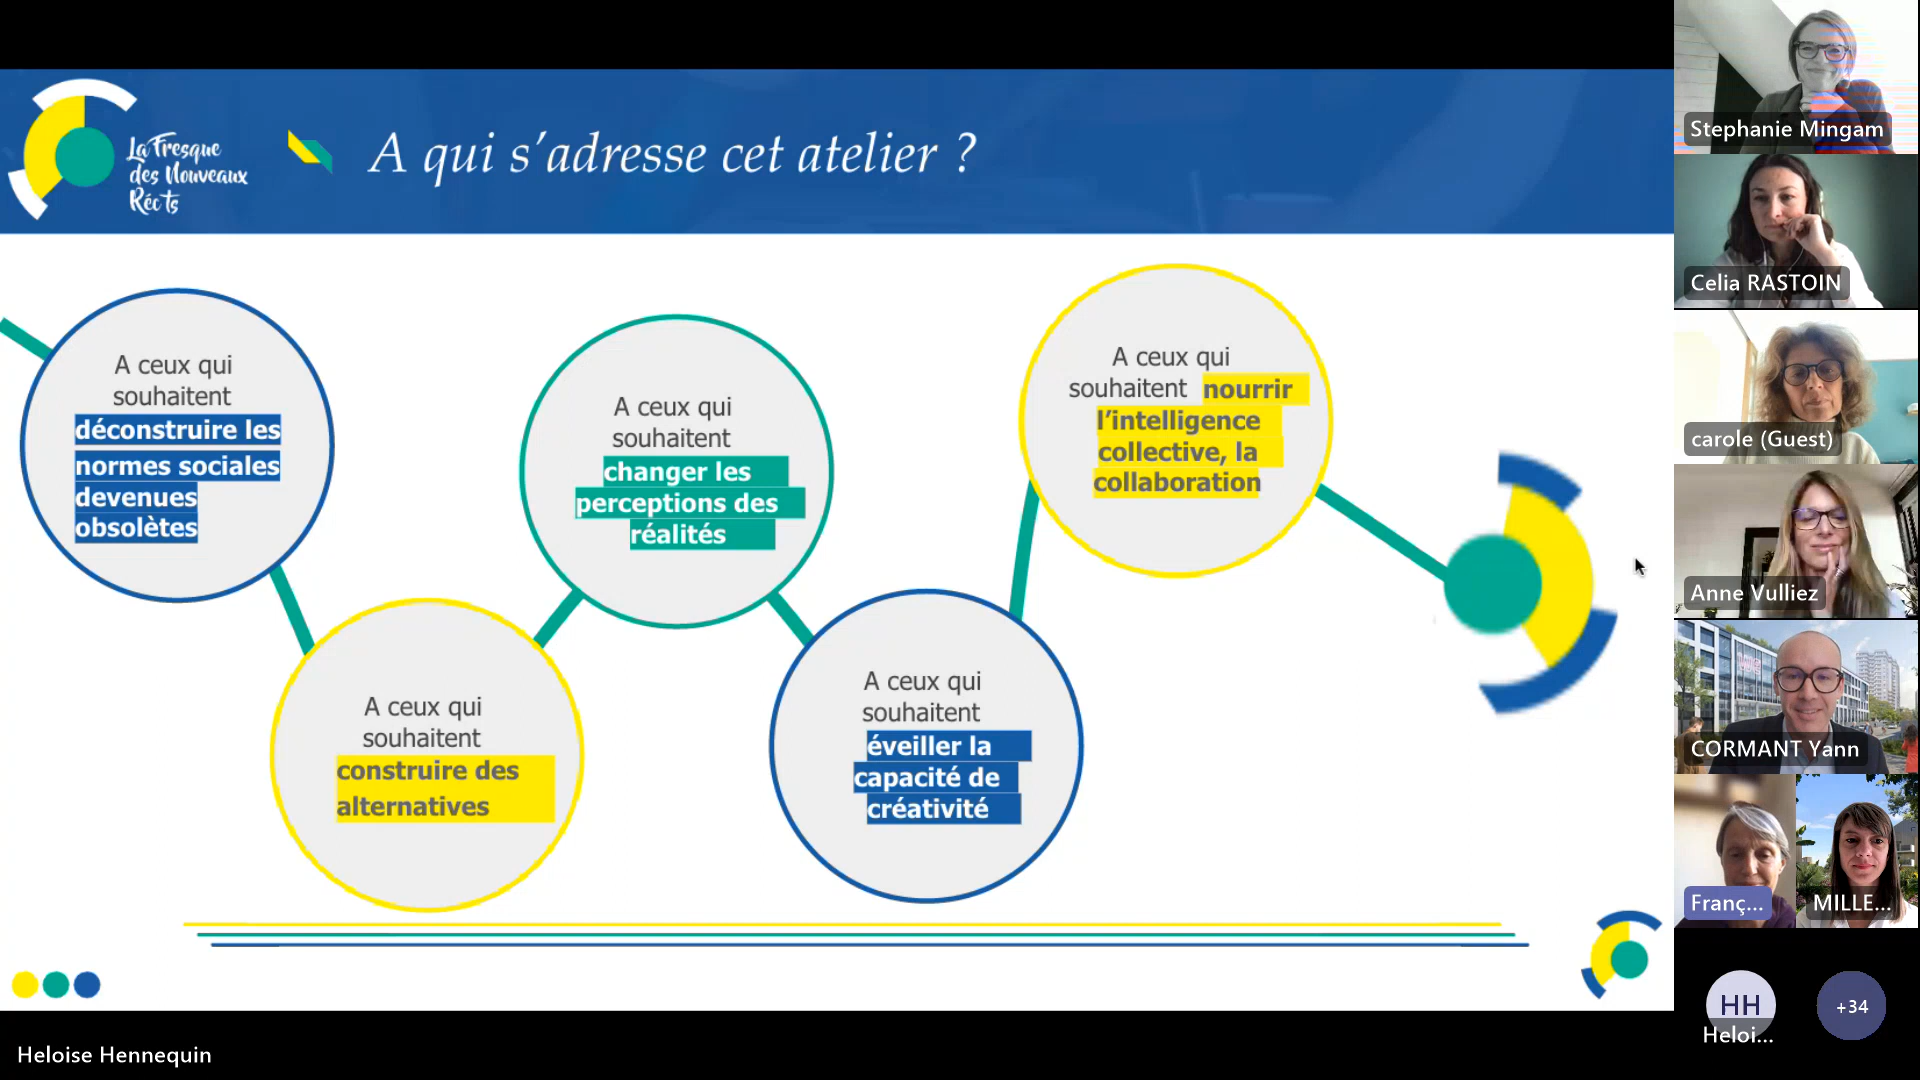 La Fresque
des Nouveaux
Récits
A qui s’adresse cet atelier ?
A ceux qui
souhaitent
déconstruire les
normes sociales
devenues
obsolètes
A ceux qui
souhaitent
construire des
alternatives
A ceux qui
souhaitent
changer les
perceptions des
réalités
A ceux qui
souhaitent
éveiller la
capacité de
créativité
A ceux qui
souhaitent nourrir
l’intelligence
collective, la
collaboration
Stephanie Mingam
Celia RASTOIN
carole (Guest)
Anne Vulliez
CORMANT Yann
Franç...
MILLE...
HH
Heloi...
+34
Heloise Hennequin